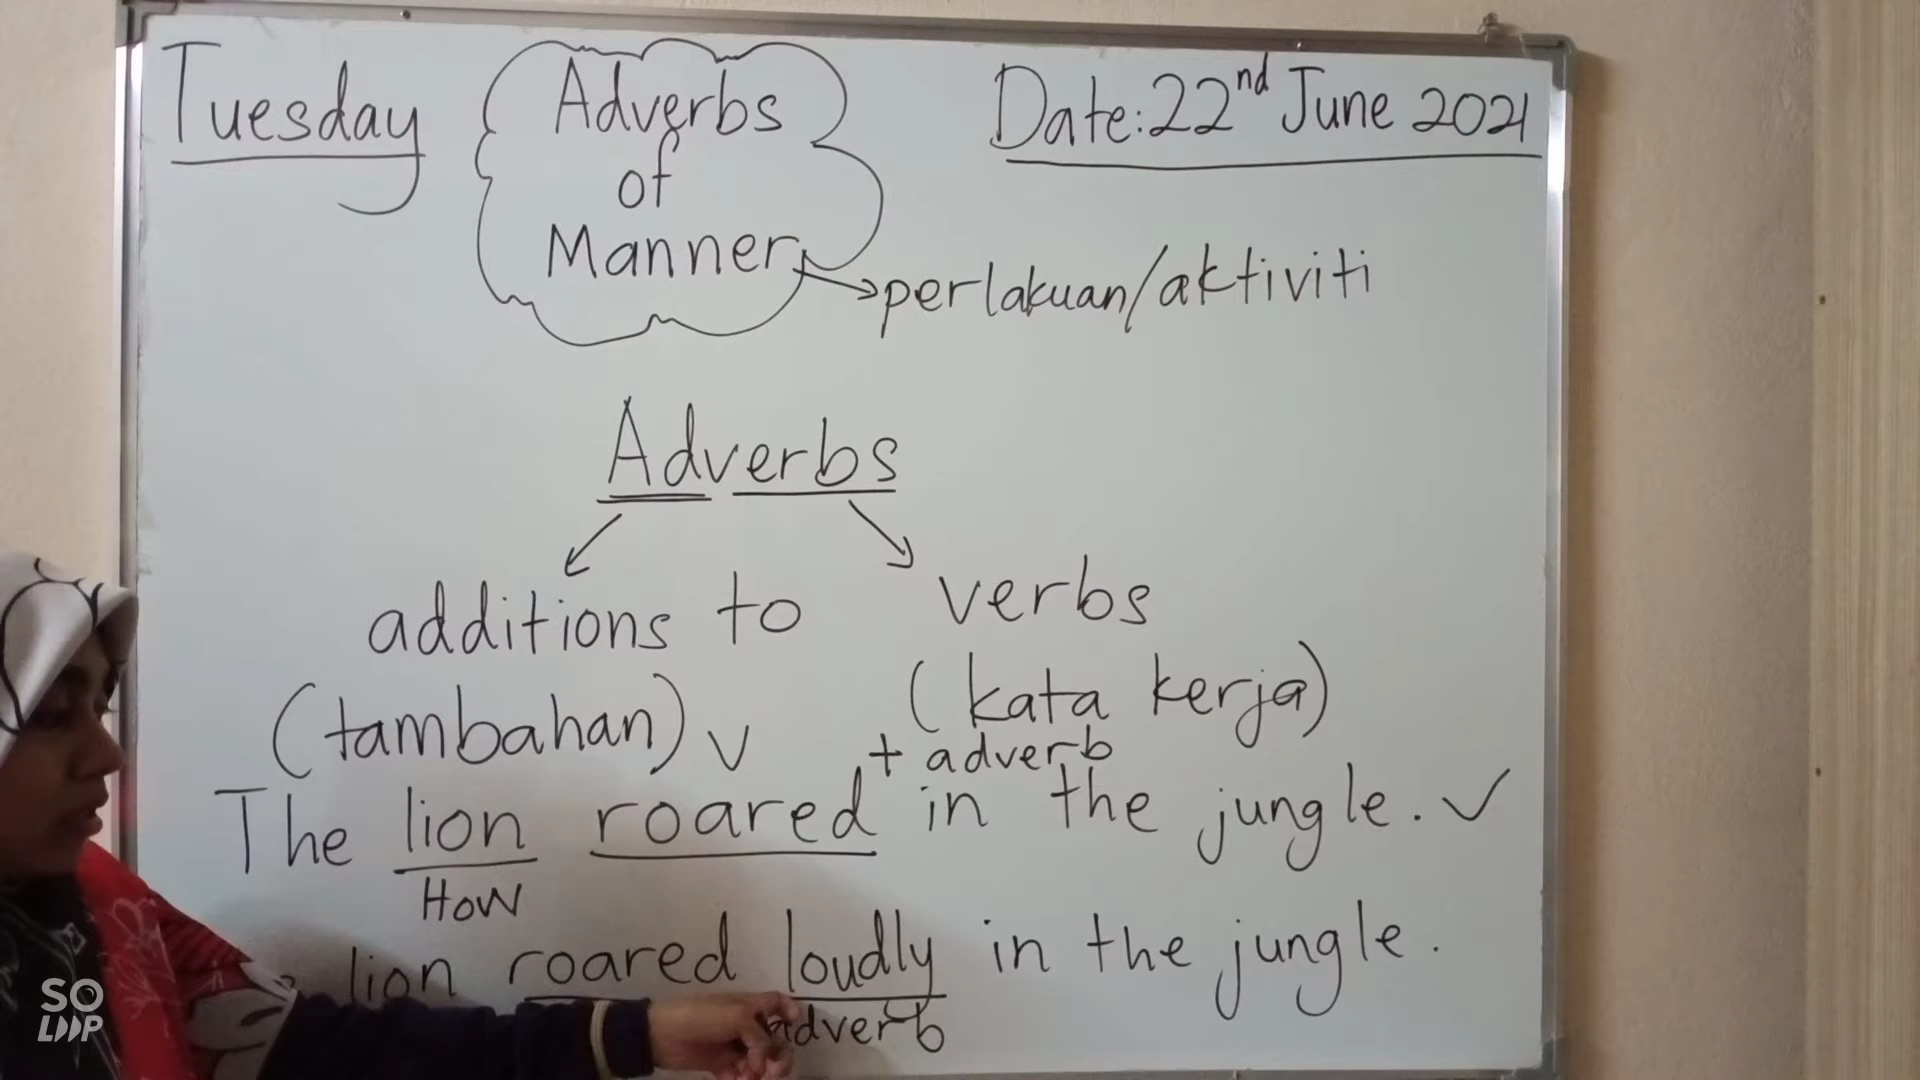 Tuesday
Adverbs
of
Manner
Date: 22nd June 2021
perlakuan/aktiviti
Adverbs
additions to verbs
(tambahan) (kata kerja)
v + adverb
The lion roared in the jungle. ✓
How
lion roared loudly in the jungle.
adverb
SO
LOOP